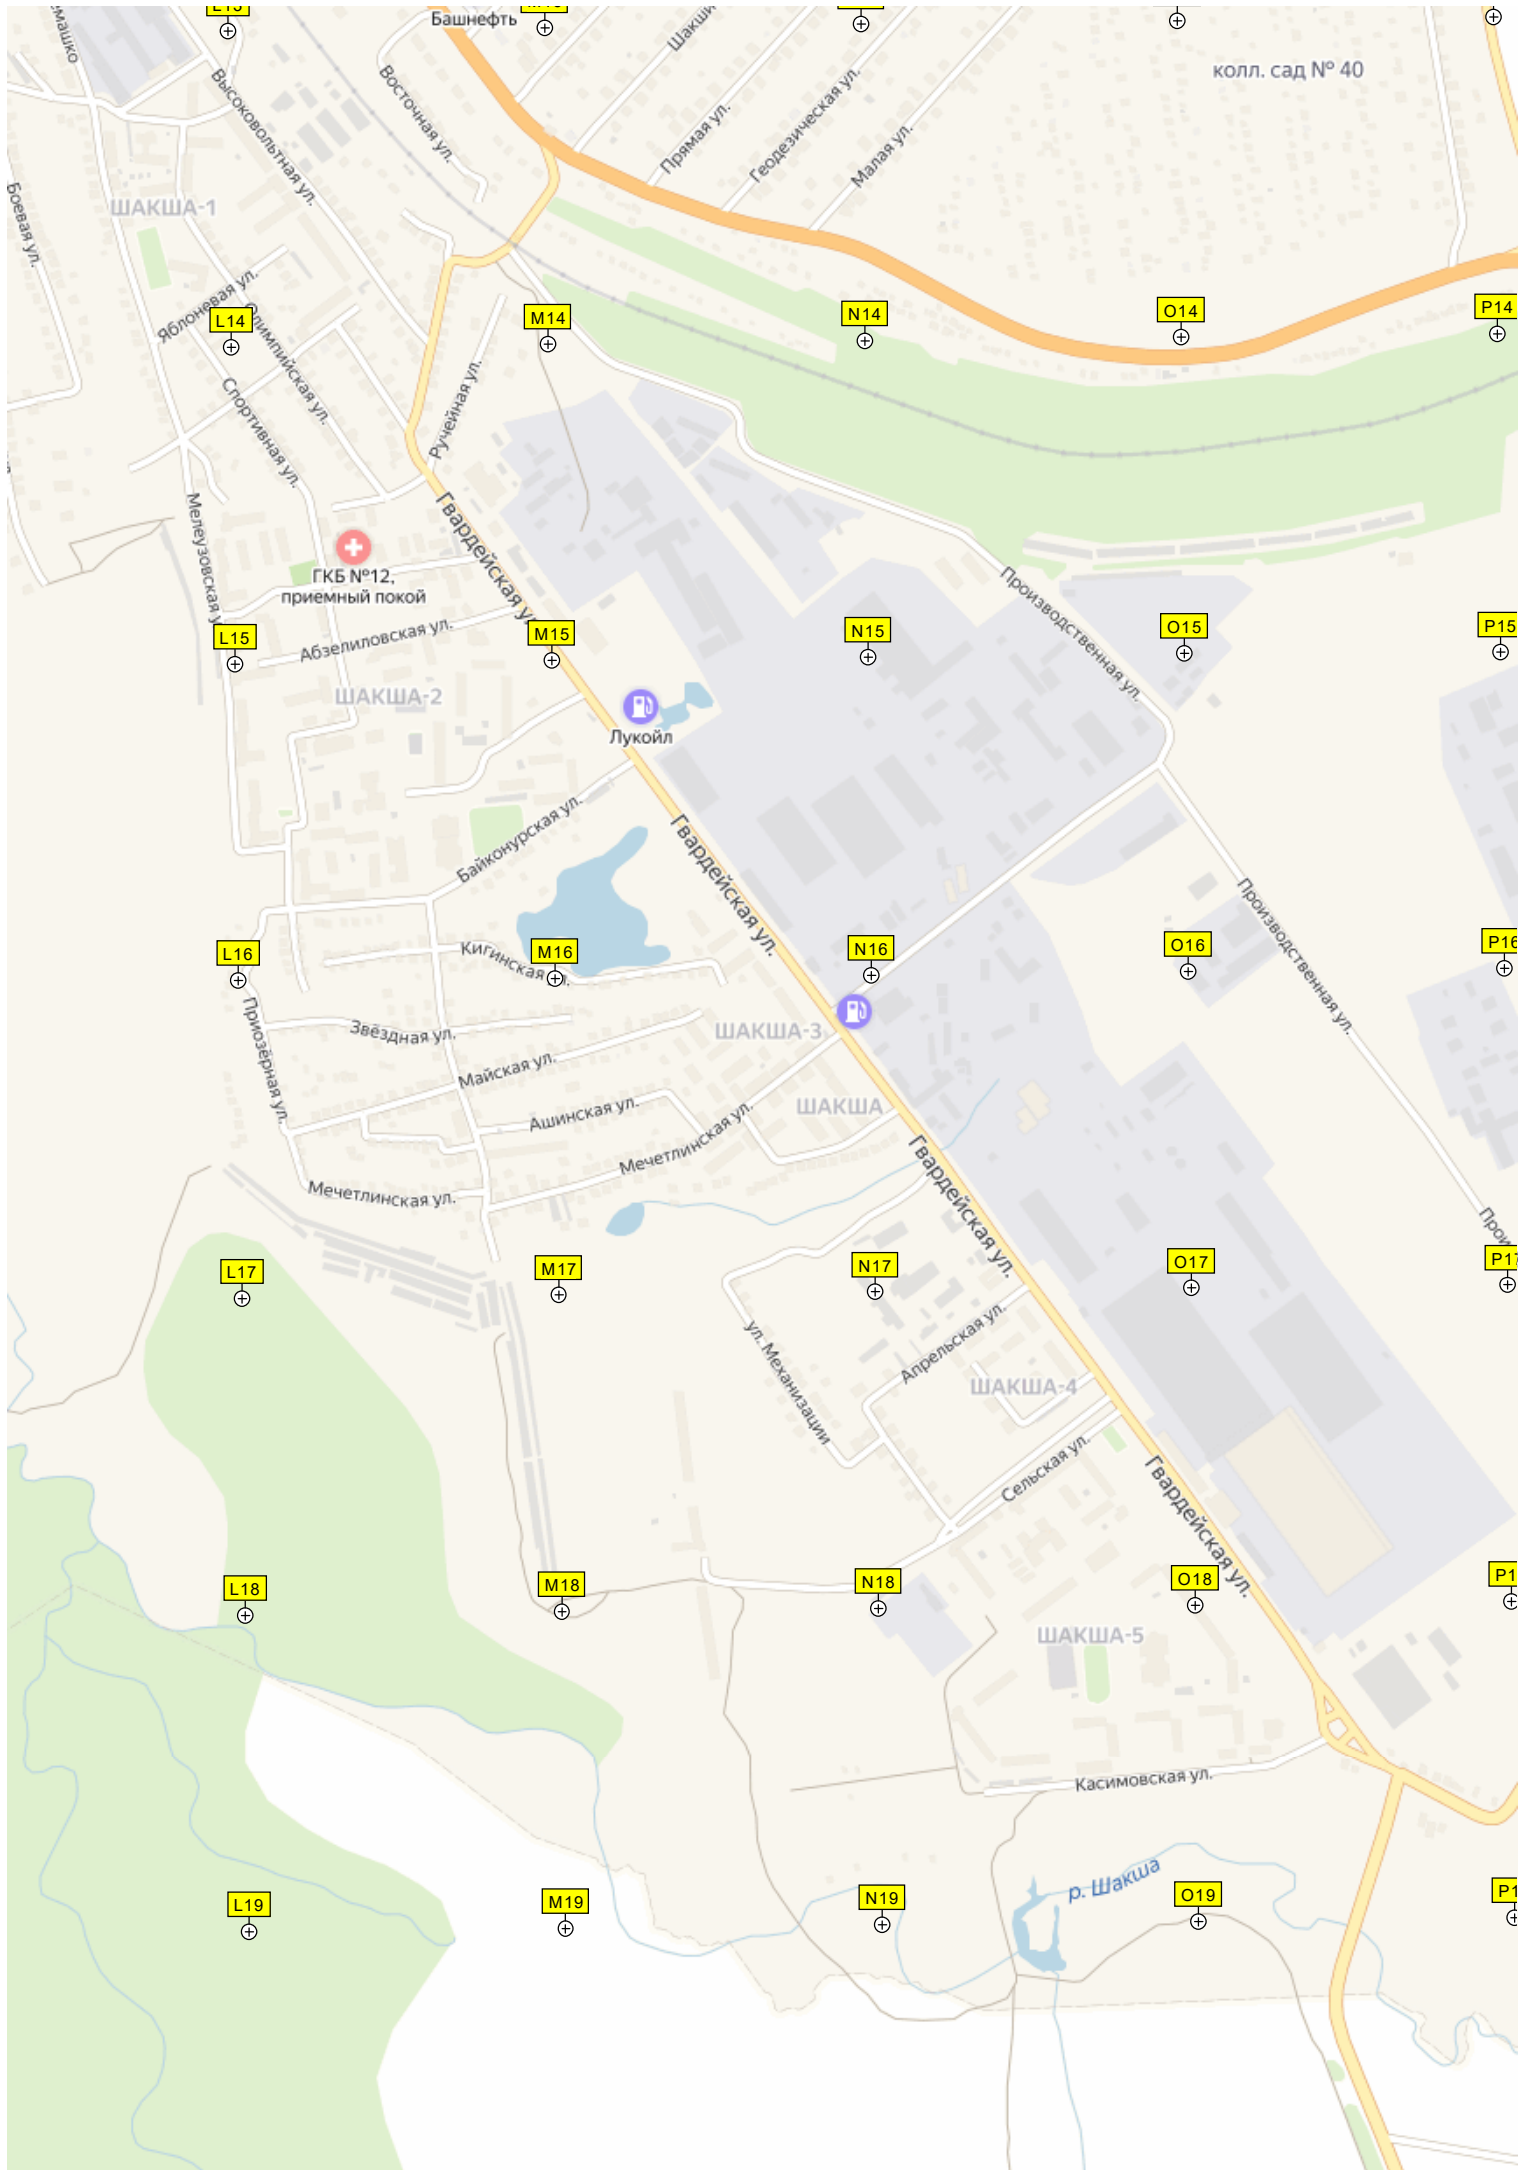 Башнефть
колл. сад № 40
Восточная ул.
Высоковольтная ул.
Прямая ул.
Геодезическая ул.
Малая ул.
Боевая ул.
ШАКША-1
Яблоневая ул.
L14
M14
N14
O14
P14
Олимпийская ул.
Спортивная ул.
Ручейная ул.
Мелеузовская у
Гвардейская ул
ГКБ №12,
приемный покой
Производственная ул.
L15
M15
N15
O15
P15
Абзелиловская ул.
ШАКША-2
Лукойл
Байконурская ул.
Гвардейская ул.
Производственная ул.
L16
M16
N16
O16
P16
Кигинская ул.
Приозёрная ул.
Звёздная ул.
ШАКША-3
Майская ул.
Ашинская ул.
ШАКША
Мечетлинская ул.
Мечетлинская ул.
Гвардейская ул.
L17
M17
N17
O17
P17
ул. Механизации
Апрельская ул.
ШАКША-4
Сельская ул.
Гвардейская ул.
L18
M18
N18
O18
P1
ШАКША-5
Касимовская ул.
р. Шакша
L19
M19
N19
O19
P1